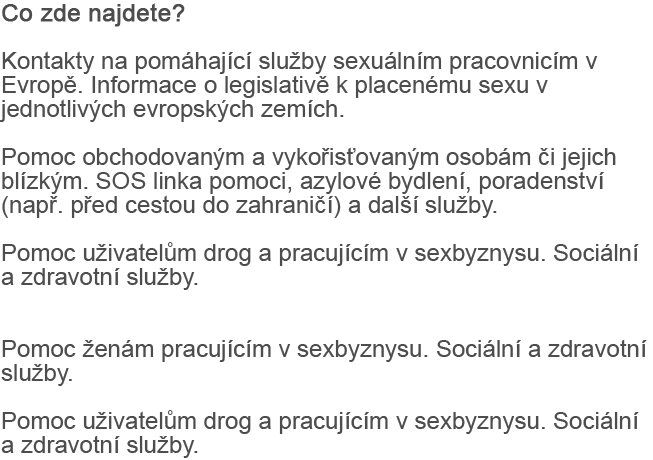 Co zde najdete?
Kontakty na pomáhající služby sexuálním pracovnicím v
Evropě. Informace o legislativě k placenému sexu v
jednotlivých evropských zemích.
Pomoc obchodovaným a vykořisťovaným osobám či jejich
blízkým. SOS linka pomoci, azylové bydlení, poradenství
(např. před cestou do zahraničí) a další služby.
Pomoc uživatelům drog a pracujícím v sexbyznysu. Sociální
a zdravotní služby.
Pomoc ženám pracujícím v sexbyznysu. Sociální a zdravotní
služby.
Pomoc uživatelům drog a pracujícím v sexbyznysu. Sociální
a zdravotní služby.